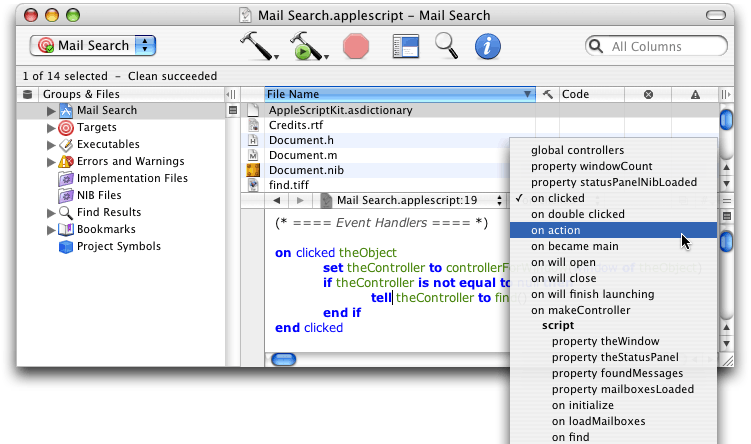 Mail Search.applescript – Mail Search
Mail Search
All Columns
1 of 14 selected – Clean succeeded
Groups & Files
File Name
Code
Mail Search
Targets
Executables
Errors and Warnings
Implementation Files
NIB Files
Find Results
Bookmarks
Project Symbols
AppleScriptKit.asdictionary
Credits.rtf
Document.h
Document.m
Document.nib
find.tiff
Mail Search.applescript:19
(* ==== Event Handlers ==== *)
on clicked theObject
set theController to controllerFor
if theController is not equal to
tell theController to find
end if
end clicked
global controllers
property windowCount
property statusPanelNibLoaded
✓ on clicked
on double clicked
on action
on became main
on will open
on will close
on will finish launching
on makeController
script
property theWindow
property theStatusPanel
property foundMessages
property mailboxesLoaded
on initialize
on loadMailboxes
on find